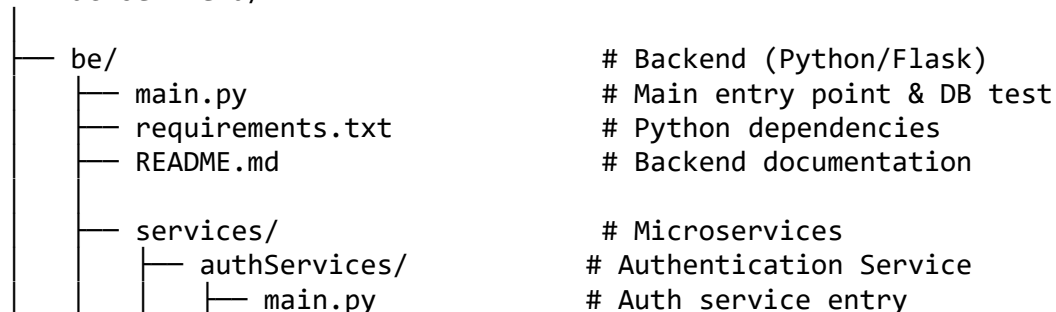 │
├── be/                               # Backend (Python/Flask)
│   ├── main.py                       # Main entry point & DB test
│   ├── requirements.txt              # Python dependencies
│   ├── README.md                     # Backend documentation
│   │
│   ├── services/                     # Microservices
│   │   ├── authServices/            # Authentication Service
│   │   │   ├── main.py              # Auth service entry